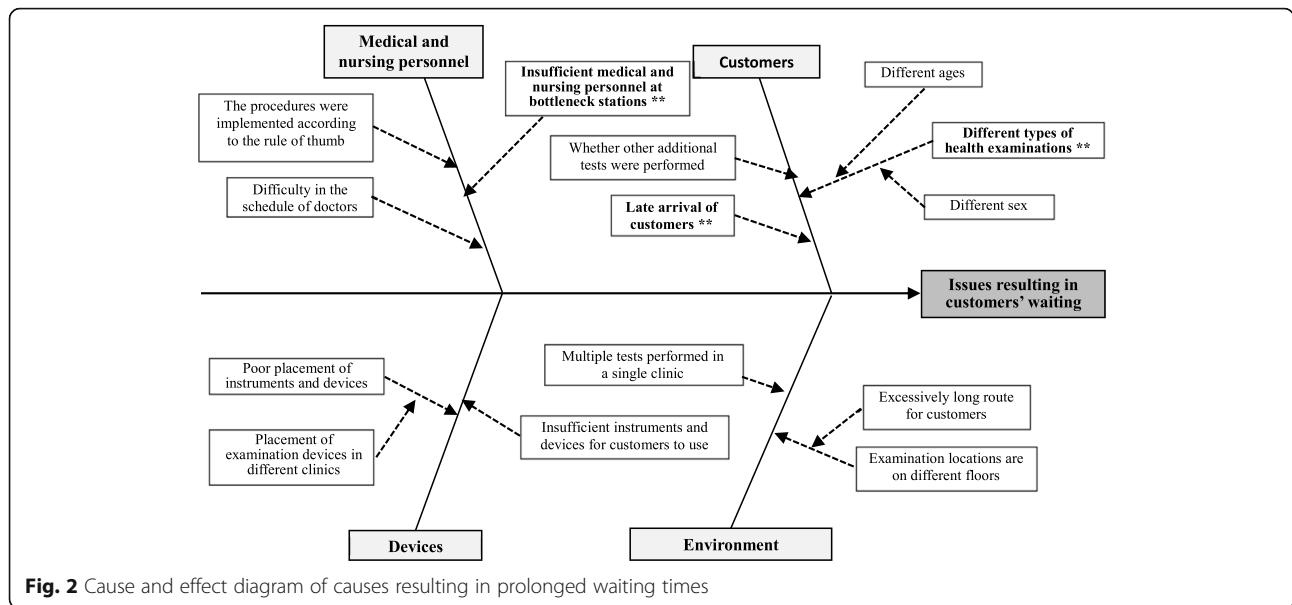 Medical and
nursing personnel
Insufficient medical and
nursing personnel at
bottleneck stations **
The procedures were
implemented according
to the rule of thumb
Difficulty in the
schedule of doctors
Customers
Different ages
Whether other additional
tests were performed
Different types of
health examinations **
Late arrival of
customers **
Different sex
Issues resulting in
customers' waiting
Poor placement of
instruments and devices
Placement of
examination devices in
different clinics
Insufficient instruments and
devices for customers to use
Devices
Multiple tests performed in
a single clinic
Excessively long route
for customers
Examination locations are
on different floors
Environment
Fig. 2 Cause and effect diagram of causes resulting in prolonged waiting times